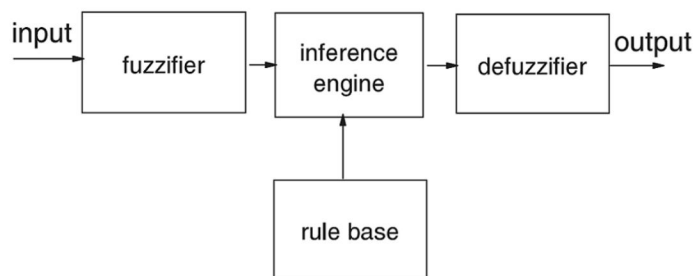 input
fuzzifier
inference
engine
defuzzifier
output
rule base